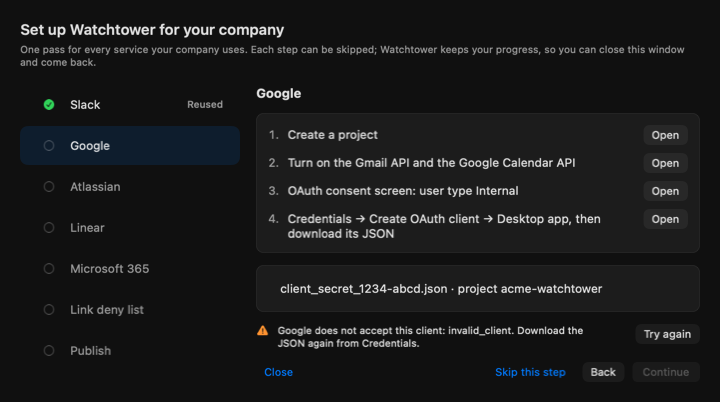 Set up Watchtower for your company
One pass for every service your company uses. Each step can be skipped; Watchtower keeps your progress, so you can close this window
and come back.
Slack
Reused
Google
Atlassian
Linear
Microsoft 365
Link deny list
Publish
Google
1. Create a project
Open
2. Turn on the Gmail API and the Google Calendar API
Open
3. OAuth consent screen: user type Internal
Open
4. Credentials → Create OAuth client → Desktop app, then
download its JSON
Open
client_secret_1234-abcd.json · project acme-watchtower
Google does not accept this client: invalid_client. Download the
JSON again from Credentials.
Try again
Close
Skip this step
Back
Continue